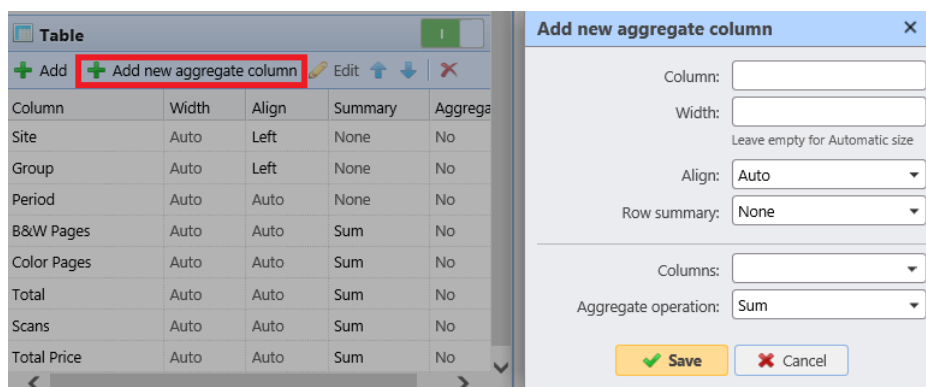 Table
I
Add Add new aggregate column Edit
Column Width Align Summary Aggrega
Site Auto Left None No
Group Auto Left None No
Period Auto Auto None No
B&W Pages Auto Auto Sum No
Color Pages Auto Auto Sum No
Total Auto Auto Sum No
Scans Auto Auto Sum No
Total Price Auto Auto Sum No
Add new aggregate column
Column:
Width:
Leave empty for Automatic size
Align: Auto
Row summary: None
Columns:
Aggregate operation: Sum
Save Cancel